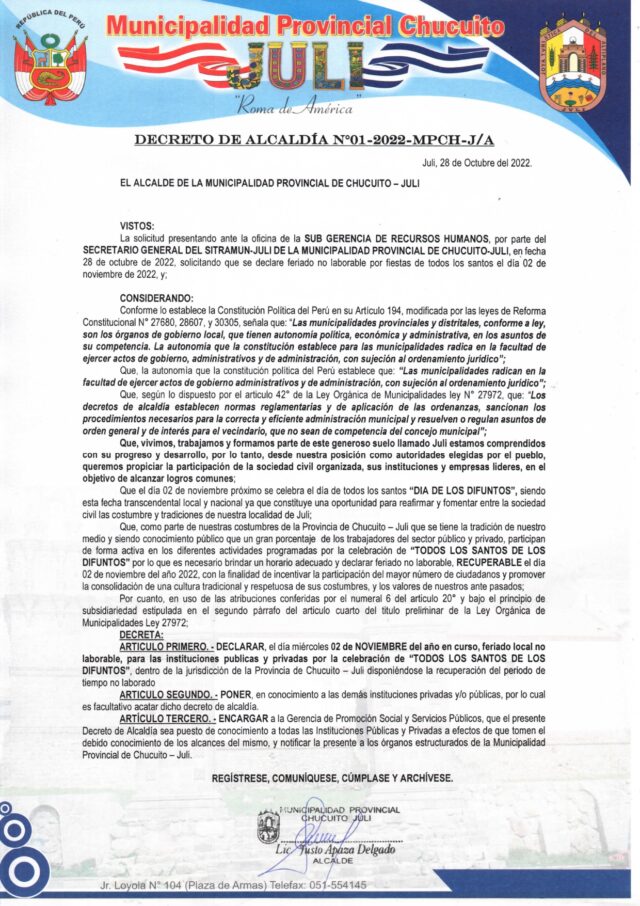 REPÚBLICA DEL PERÚ
Municipalidad Provincial Chucuito
JULI
"Roma de América"
DECRETO DE ALCALDÍA N°01-2022-MPCH-J/A
Juli, 28 de Octubre del 2022.
EL ALCALDE DE LA MUNICIPALIDAD PROVINCIAL DE CHUCUITO – JULI
VISTOS:
La solicitud presentando ante la oficina de la SUB GERENCIA DE RECURSOS HUMANOS, por parte del
SECRETARIO GENERAL DEL SITRAMUN-JULI DE LA MUNICIPALIDAD PROVINCIAL DE CHUCUITO-JULI, en fecha
28 de octubre de 2022, solicitando que se declare feriado no laborable por fiestas de todos los santos el día 02 de
noviembre de 2022, y;
CONSIDERANDO:
Conforme lo establece la Constitución Política del Perú en su Artículo 194, modificada por las leyes de Reforma
Constitucional N° 27680, 28607, y 30305, señala que: "Las municipalidades provinciales y distritales, conforme a ley,
son los órganos de gobierno local, que tienen autonomía política, económica y administrativa, en los asuntos de
su competencia. La autonomía que la constitución establece para las municipalidades radica en la facultad de
ejercer actos de gobierno, administrativos y de administración, con sujeción al ordenamiento jurídico";
Que, la autonomía que la constitución política del Perú establece que: "Las municipalidades radican en la
facultad de ejercer actos de gobierno administrativos y de administración, con sujeción al ordenamiento jurídico";
Que, según lo dispuesto por el articulo 42° de la Ley Orgánica de Municipalidades ley N° 27972, que: "Los
decretos de alcaldía establecen normas reglamentarias y de aplicación de las ordenanzas, sancionan los
procedimientos necesarios para la correcta y eficiente administración municipal y resuelven o regulan asuntos de
orden general y de interés para el vecindario, que no sean de competencia del concejo municipal";
Que, vivimos, trabajamos y formamos parte de este generoso suelo llamado Juli estamos comprendidos
con su progreso y desarrollo, por lo tanto, desde nuestra posición como autoridades elegidas por el pueblo,
queremos propiciar la participación de la sociedad civil organizada, sus instituciones y empresas lideres, en el
objetivo de alcanzar logros comunes;
Que el día 02 de noviembre próximo se celebra el día de todos los santos "DIA DE LOS DIFUNTOS", siendo
esta fecha transcendental local y nacional ya que constituye una oportunidad para reafirmar y fomentar entre la sociedad
civil las costumbre y tradiciones de nuestra localidad de Juli;
Que, como parte de nuestras costumbres de la Provincia de Chucuito – Juli que se tiene la tradición de nuestro
medio y siendo conocimiento público que un gran porcentaje de los trabajadores del sector público y privado, participan
de forma activa en los diferentes actividades programadas por la celebración de "TODOS LOS SANTOS DE LOS
DIFUNTOS" por lo que es necesario brindar un horario adecuado y declarar feriado no laborable, RECUPERABLE el día
02 de noviembre del año 2022, con la finalidad de incentivar la participación del mayor número de ciudadanos y promover
la consolidación de una cultura tradicional y respetuosa de sus costumbres, y los valores de nuestros ante pasados;
Por cuanto, en uso de las atribuciones conferidas por el numeral 6 del articulo 20° y bajo el principio de
subsidiariedad estipulada en el segundo párrafo del articulo cuarto del titulo preliminar de la Ley Orgánica de
Municipalidades Ley 27972;
DECRETA:
ARTICULO PRIMERO. - DECLARAR, el día miércoles 02 DE NOVIEMBRE del año en curso, feriado local no
laborable, para las instituciones publicas y privadas por la celebración de "TODOS LOS SANTOS DE LOS
DIFUNTOS", dentro de la jurisdicción de la Provincia de Chucuito – Juli disponiéndose la recuperación del periodo de
tiempo no laborado
ARTICULO SEGUNDO. - PONER, en conocimiento a las demás instituciones privadas y/o públicas, por lo cual
es facultativo acatar dicho decreto de alcaldía.
ARTÍCULO TERCERO. - ENCARGAR a la Gerencia de Promoción Social y Servicios Públicos, que el presente
Decreto de Alcaldía sea puesto de conocimiento a todas las Instituciones Públicas y Privadas a efectos de que tomen el
debido conocimiento de los alcances del mismo, y notificar la presente a los órganos estructurados de la Municipalidad
Provincial de Chucuito – Juli.
REGÍSTRESE, COMUNÍQUESE, CÚMPLASE Y ARCHÍVESE.
MUNICIPALIDAD PROVINCIAL
CHUCUITO JULI
Lic. Justo Apaza Delgado
ALCALDE
Jr. Loyola N° 104 (Plaza de Armas) Telefax: 051-554145